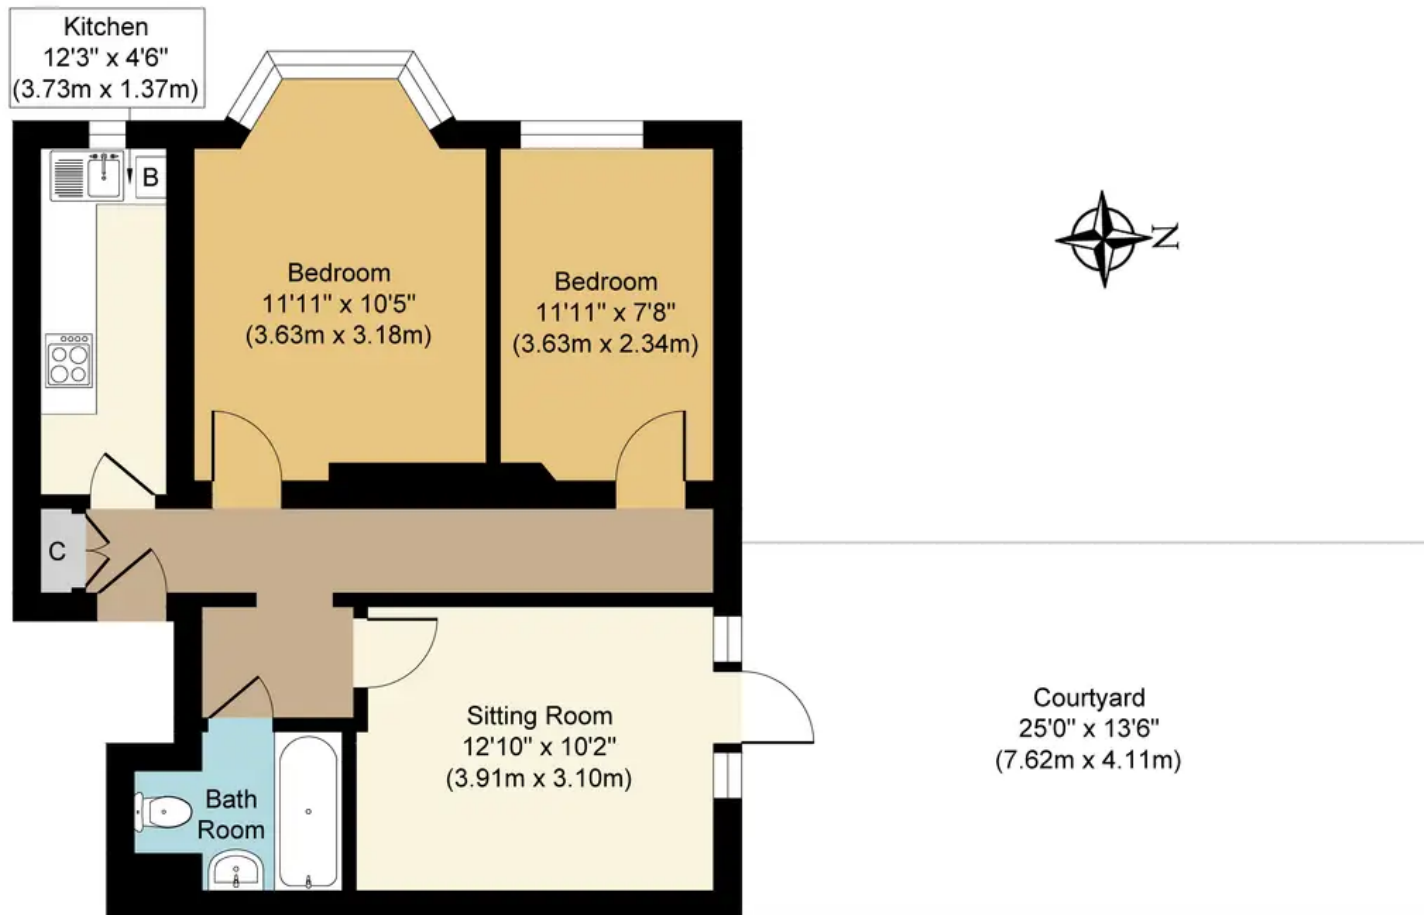 Kitchen
12'3" x 4'6"
(3.73m x 1.37m)
B
Bedroom
11'11" x 10'5"
(3.63m x 3.18m)
Bedroom
11'11" x 7'8"
(3.63m x 2.34m)
N
C
Sitting Room
12'10" x 10'2"
(3.91m x 3.10m)
Courtyard
25'0" x 13'6"
(7.62m x 4.11m)
Bath
Room